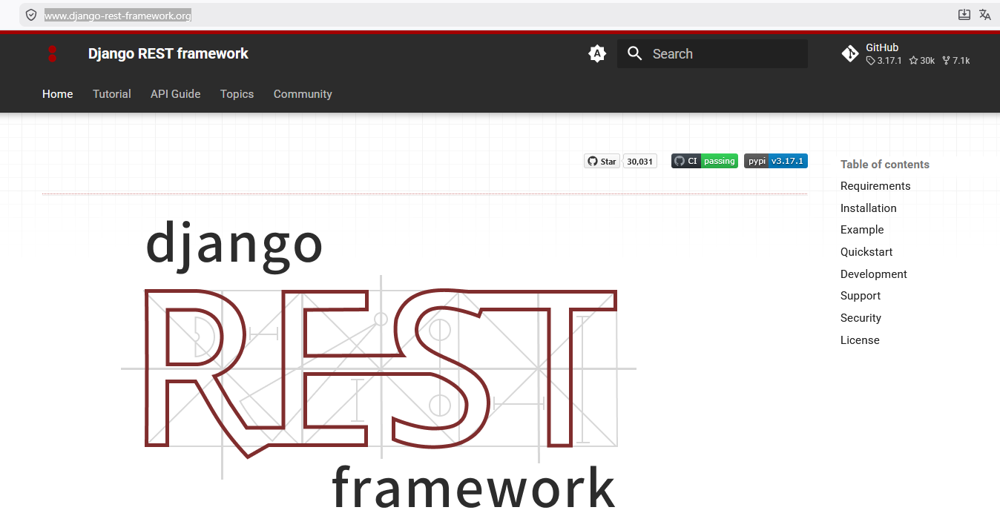 www.django-rest-framework.org
Django REST framework
A
Search
GitHub
3.17.1 30k 7.1k
Home Tutorial API Guide Topics Community
Star 30,031 CI passing pypi v3.17.1
Table of contents
Requirements
Installation
Example
Quickstart
Development
Support
Security
License
django
REST
framework